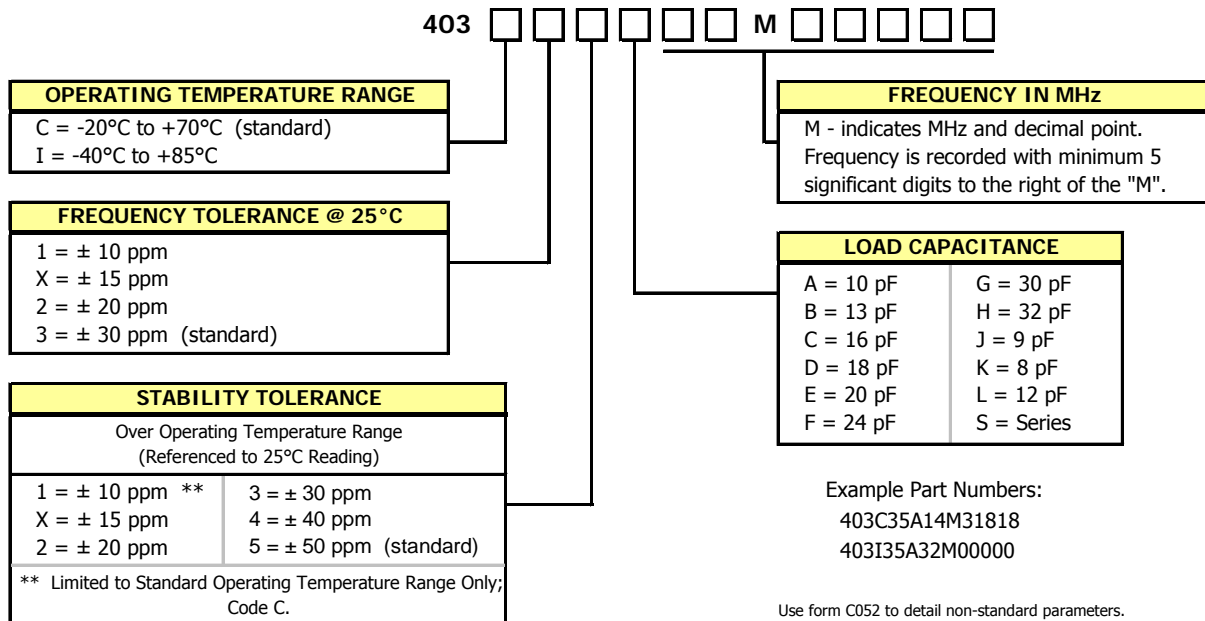 403 M
OPERATING TEMPERATURE RANGE
C = -20°C to +70°C (standard)
I = -40°C to +85°C
FREQUENCY TOLERANCE @ 25°C
1 = ± 10 ppm
X = ± 15 ppm
2 = ± 20 ppm
3 = ± 30 ppm (standard)
STABILITY TOLERANCE
Over Operating Temperature Range
(Referenced to 25°C Reading)
1 = ± 10 ppm **
X = ± 15 ppm
2 = ± 20 ppm
3 = ± 30 ppm
4 = ± 40 ppm
5 = ± 50 ppm (standard)
** Limited to Standard Operating Temperature Range Only;
Code C.
FREQUENCY IN MHz
M - indicates MHz and decimal point.
Frequency is recorded with minimum 5
significant digits to the right of the "M".
LOAD CAPACITANCE
A = 10 pF
B = 13 pF
C = 16 pF
D = 18 pF
E = 20 pF
F = 24 pF
G = 30 pF
H = 32 pF
J = 9 pF
K = 8 pF
L = 12 pF
S = Series
Example Part Numbers:
403C35A14M31818
403I35A32M00000
Use form C052 to detail non-standard parameters.